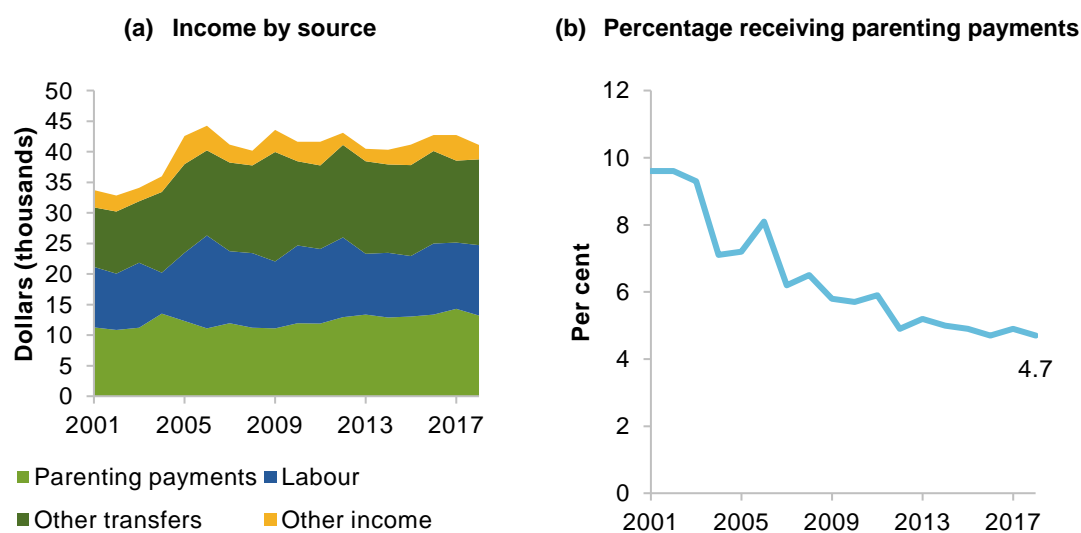 (a) Income by source
Dollars (thousands)
50
45
40
35
30
25
20
15
10
5
0
2001 2005 2009 2013 2017
Parenting payments Labour
Other transfers Other income
(b) Percentage receiving parenting payments
Per cent
12
10
8
6
4
2
0
4.7
2001 2005 2009 2013 2017